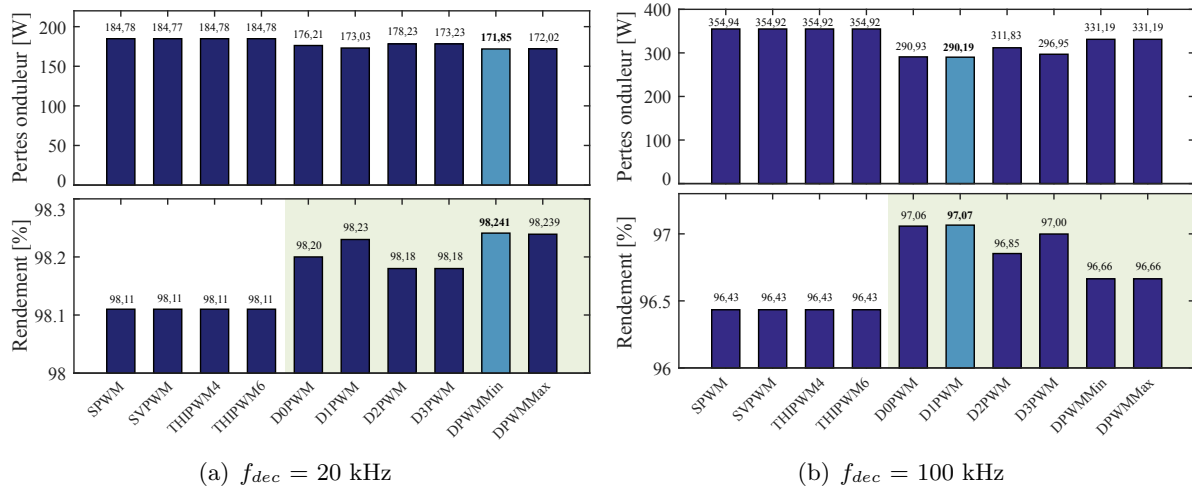 Pertes onduleur [W]
200
150
100
50
0
184,78 184,77 184,78 184,78 176,21 173,03 178,23 173,23 171,85 172,02
Rendement [%]
98.3
98.2
98.1
98
98,11 98,11 98,11 98,11 98,20 98,23 98,18 98,18 98,241 98,239
SPWM SVPWM THIPWM4 THIPWM6 D0PWM D1PWM D2PWM D3PWM DPWMMin DPWMMax
(a) f_dec = 20 kHz
Pertes onduleur [W]
400
300
200
100
0
354,94 354,92 354,92 354,92 290,93 290,19 311,83 296,95 331,19 331,19
Rendement [%]
97
96.5
96
96,43 96,43 96,43 96,43 97,06 97,07 96,85 97,00 96,66 96,66
SPWM SVPWM THIPWM4 THIPWM6 D0PWM D1PWM D2PWM D3PWM DPWMMin DPWMMax
(b) f_dec = 100 kHz